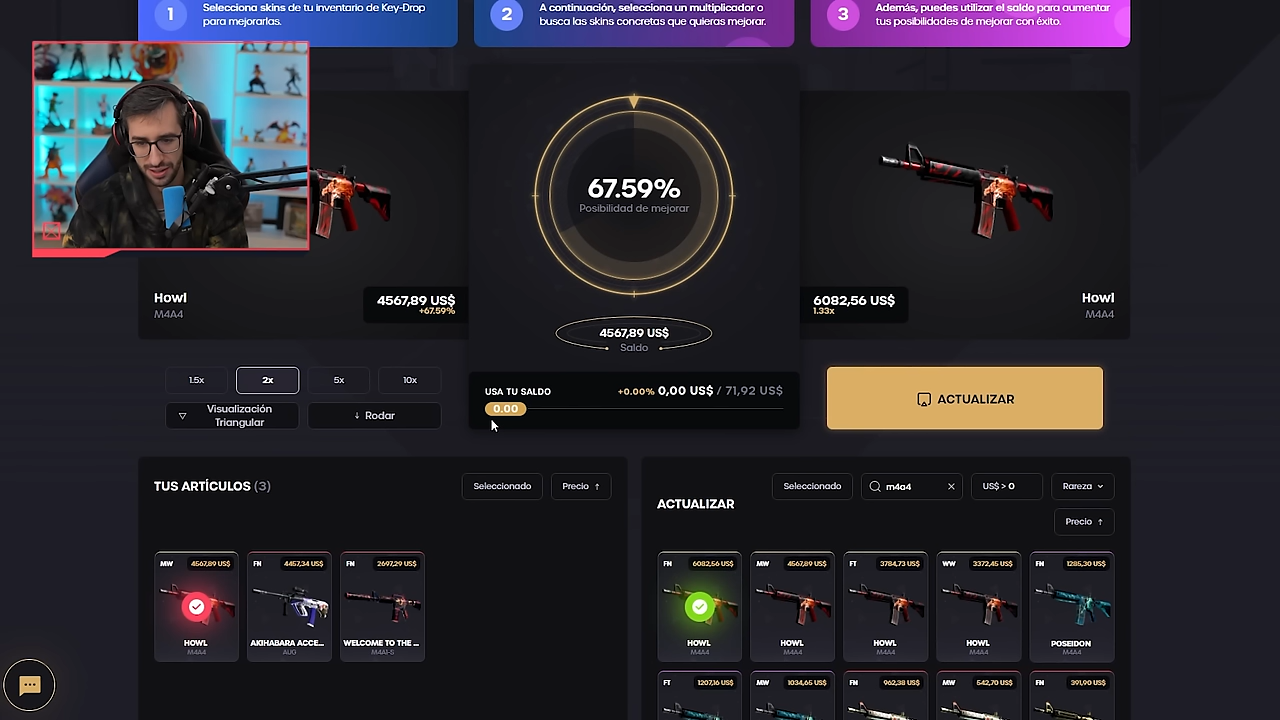 1
Selecciona skins de tu inventario de Key-Drop
para mejorarlas.
2
A continuación, selecciona un multiplicador o
busca las skins concretas que quieras mejorar.
3
Además, puedes utilizar el saldo para aumentar
tus posibilidades de mejorar con éxito.
67.59%
Posibilidad de mejorar
Howl
M4A4
4567,89 US$
+67.59%
6082,56 US$
1.33x
Howl
M4A4
4567,89 US$
Saldo
1.5x
2x
5x
10x
Visualización
Triangular
Rodar
USA TU SALDO
+0.00% 0,00 US$ / 71,92 US$
0.00
ACTUALIZAR
TUS ARTÍCULOS (3)
Seleccionado
Precio ↑
ACTUALIZAR
Seleccionado
m4a4
US$ > 0
Rareza
Precio ↑
MW 4567,89 US$
HOWL
M4A4
FN 4457,34 US$
AKIHABARA ACCE...
AUG
FN 2697,29 US$
WELCOME TO THE ...
M4A1-S
FN 6082,56 US$
HOWL
M4A4
MW 4567,89 US$
HOWL
M4A4
FT 3784,73 US$
HOWL
M4A4
WW 3372,45 US$
HOWL
M4A4
FN 1285,30 US$
POSEIDON
M4A4
FT 1207,16 US$
MW 1034,65 US$
FN 962,38 US$
MW 542,70 US$
FN 391,90 US$